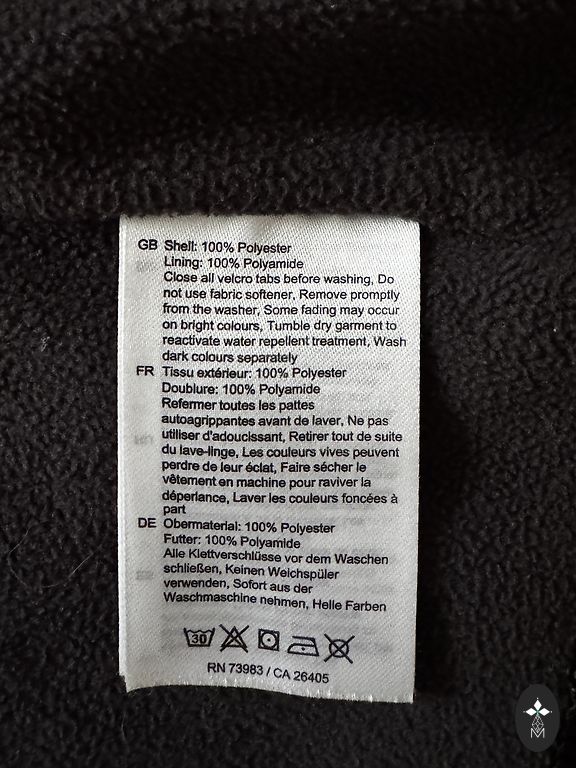 GB Shell: 100% Polyester
Lining: 100% Polyamide
Close all velcro tabs before washing, Do
not use fabric softener, Remove promptly
from the washer, Some fading may occur
on bright colours, Tumble dry garment to
reactivate water repellent treatment, Wash
dark colours separately
FR Tissu extérieur: 100% Polyester
Doublure: 100% Polyamide
Refermer toutes les pattes
autoagrippantes avant de laver, Ne pas
utiliser d'adoucissant, Retirer tout de suite
du lave-linge, Les couleurs vives peuvent
perdre de leur éclat, Faire sécher le
vêtement en machine pour raviver la
déperlance, Laver les couleurs foncées à
part
DE Obermaterial: 100% Polyester
Futter: 100% Polyamide
Alle Klettverschlüsse vor dem Waschen
schließen, Keinen Weichspüler
verwenden, Sofort aus der
Waschmaschine nehmen, Helle Farben
30
RN 73983 / CA 26405
M